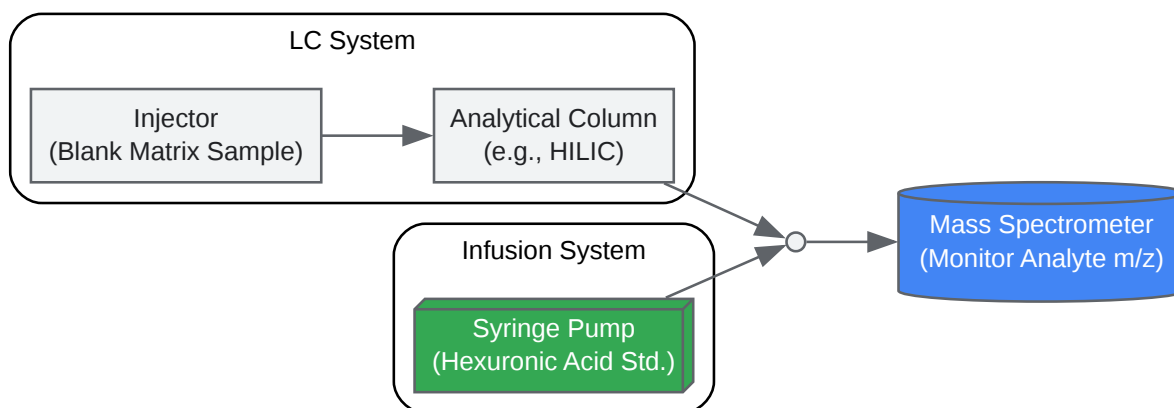 LC System
Injector
(Blank Matrix Sample)
Analytical Column
(e.g., HILIC)
Infusion System
Syringe Pump
(Hexuronic Acid Std.)
Mass Spectrometer
(Monitor Analyte m/z)